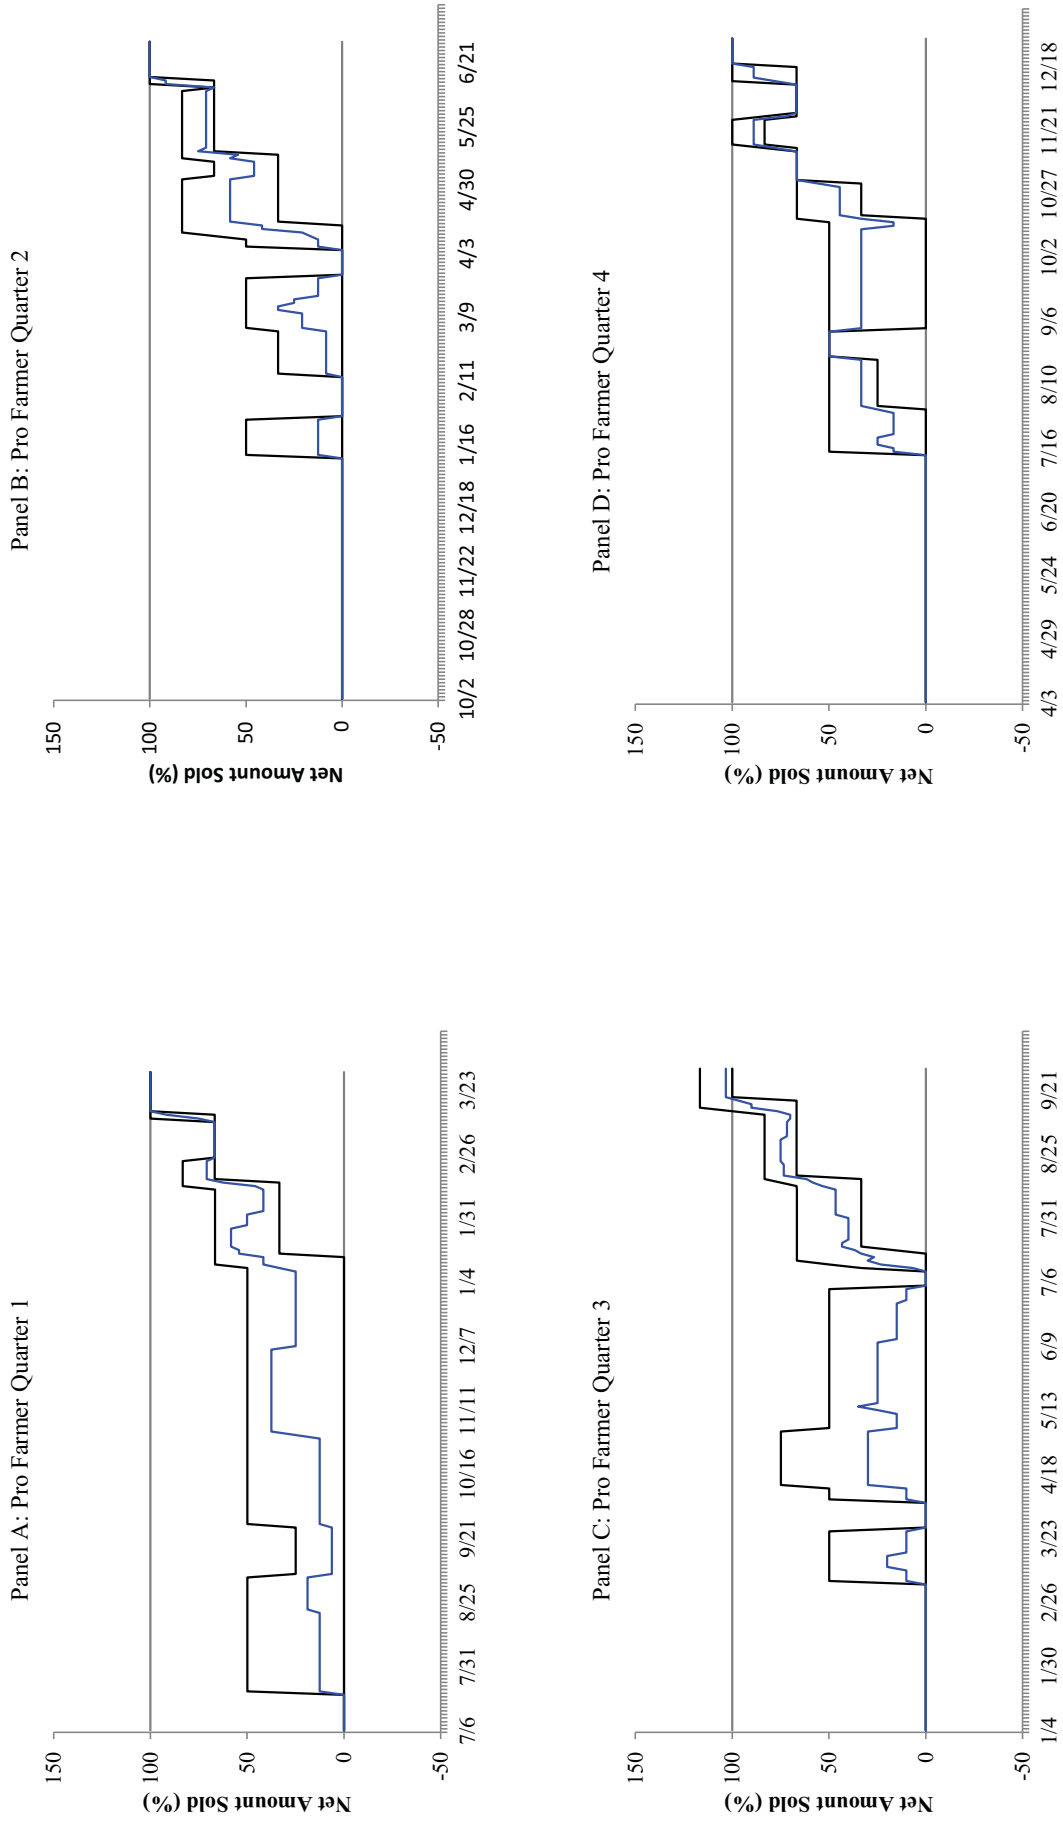 Panel A: Pro Farmer Quarter 1
150
100
50
0
-50
Net Amount Sold (%)
7/6 7/31 8/25 9/21 10/16 11/11 12/7 1/4 1/31 2/26 3/23
Panel B: Pro Farmer Quarter 2
150
100
50
0
-50
Net Amount Sold (%)
10/2 10/28 11/22 12/18 1/16 2/11 3/9 4/3 4/30 5/25 6/21
Panel C: Pro Farmer Quarter 3
150
100
50
0
-50
Net Amount Sold (%)
1/4 1/30 2/26 3/23 4/18 5/13 6/9 7/6 7/31 8/25 9/21
Panel D: Pro Farmer Quarter 4
150
100
50
0
-50
Net Amount Sold (%)
4/3 4/29 5/24 6/20 7/16 8/10 9/6 10/2 10/27 11/21 12/18